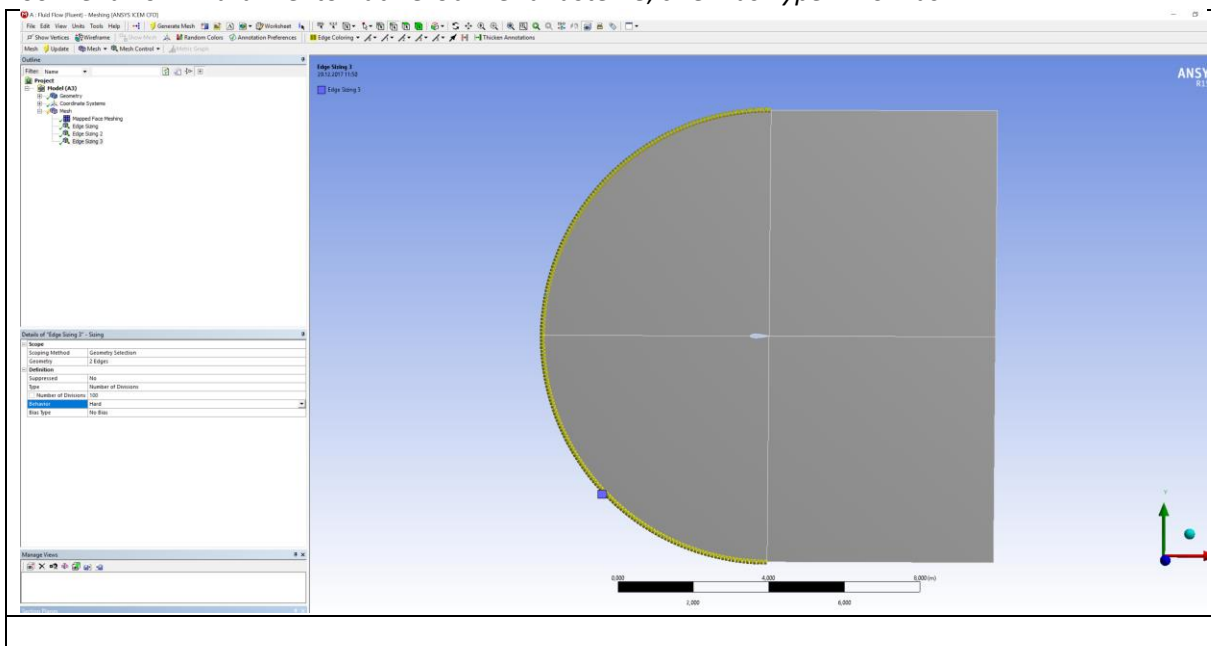 A : Fluid Flow (Fluent) - Meshing [ANSYS ICEM CFD]
File Edit View Units Tools Help Generate Mesh Worksheet
Show Vertices Wireframe Show Mesh Random Colors Annotation Preferences Edge Coloring Thicken Annotations
Mesh Update Mesh Mesh Control Metric Graph
Outline
Filter: Name
Project
Model (A3)
Geometry
Coordinate Systems
Mesh
Mapped Face Meshing
Edge Sizing
Edge Sizing 2
Edge Sizing 3
Edge Sizing 3
Edge Sizing 3
ANSY
Details of "Edge Sizing 3" - Sizing
Scope
Scoping Method Geometry Selection
Geometry 2 Edges
Definition
Suppressed No
Type Number of Divisions
Number of Divisions 100
Behavior Hard
Bias Type No Bias
Y
0,000 4,000 8,000 (m)
2,000 6,000
Manage Views